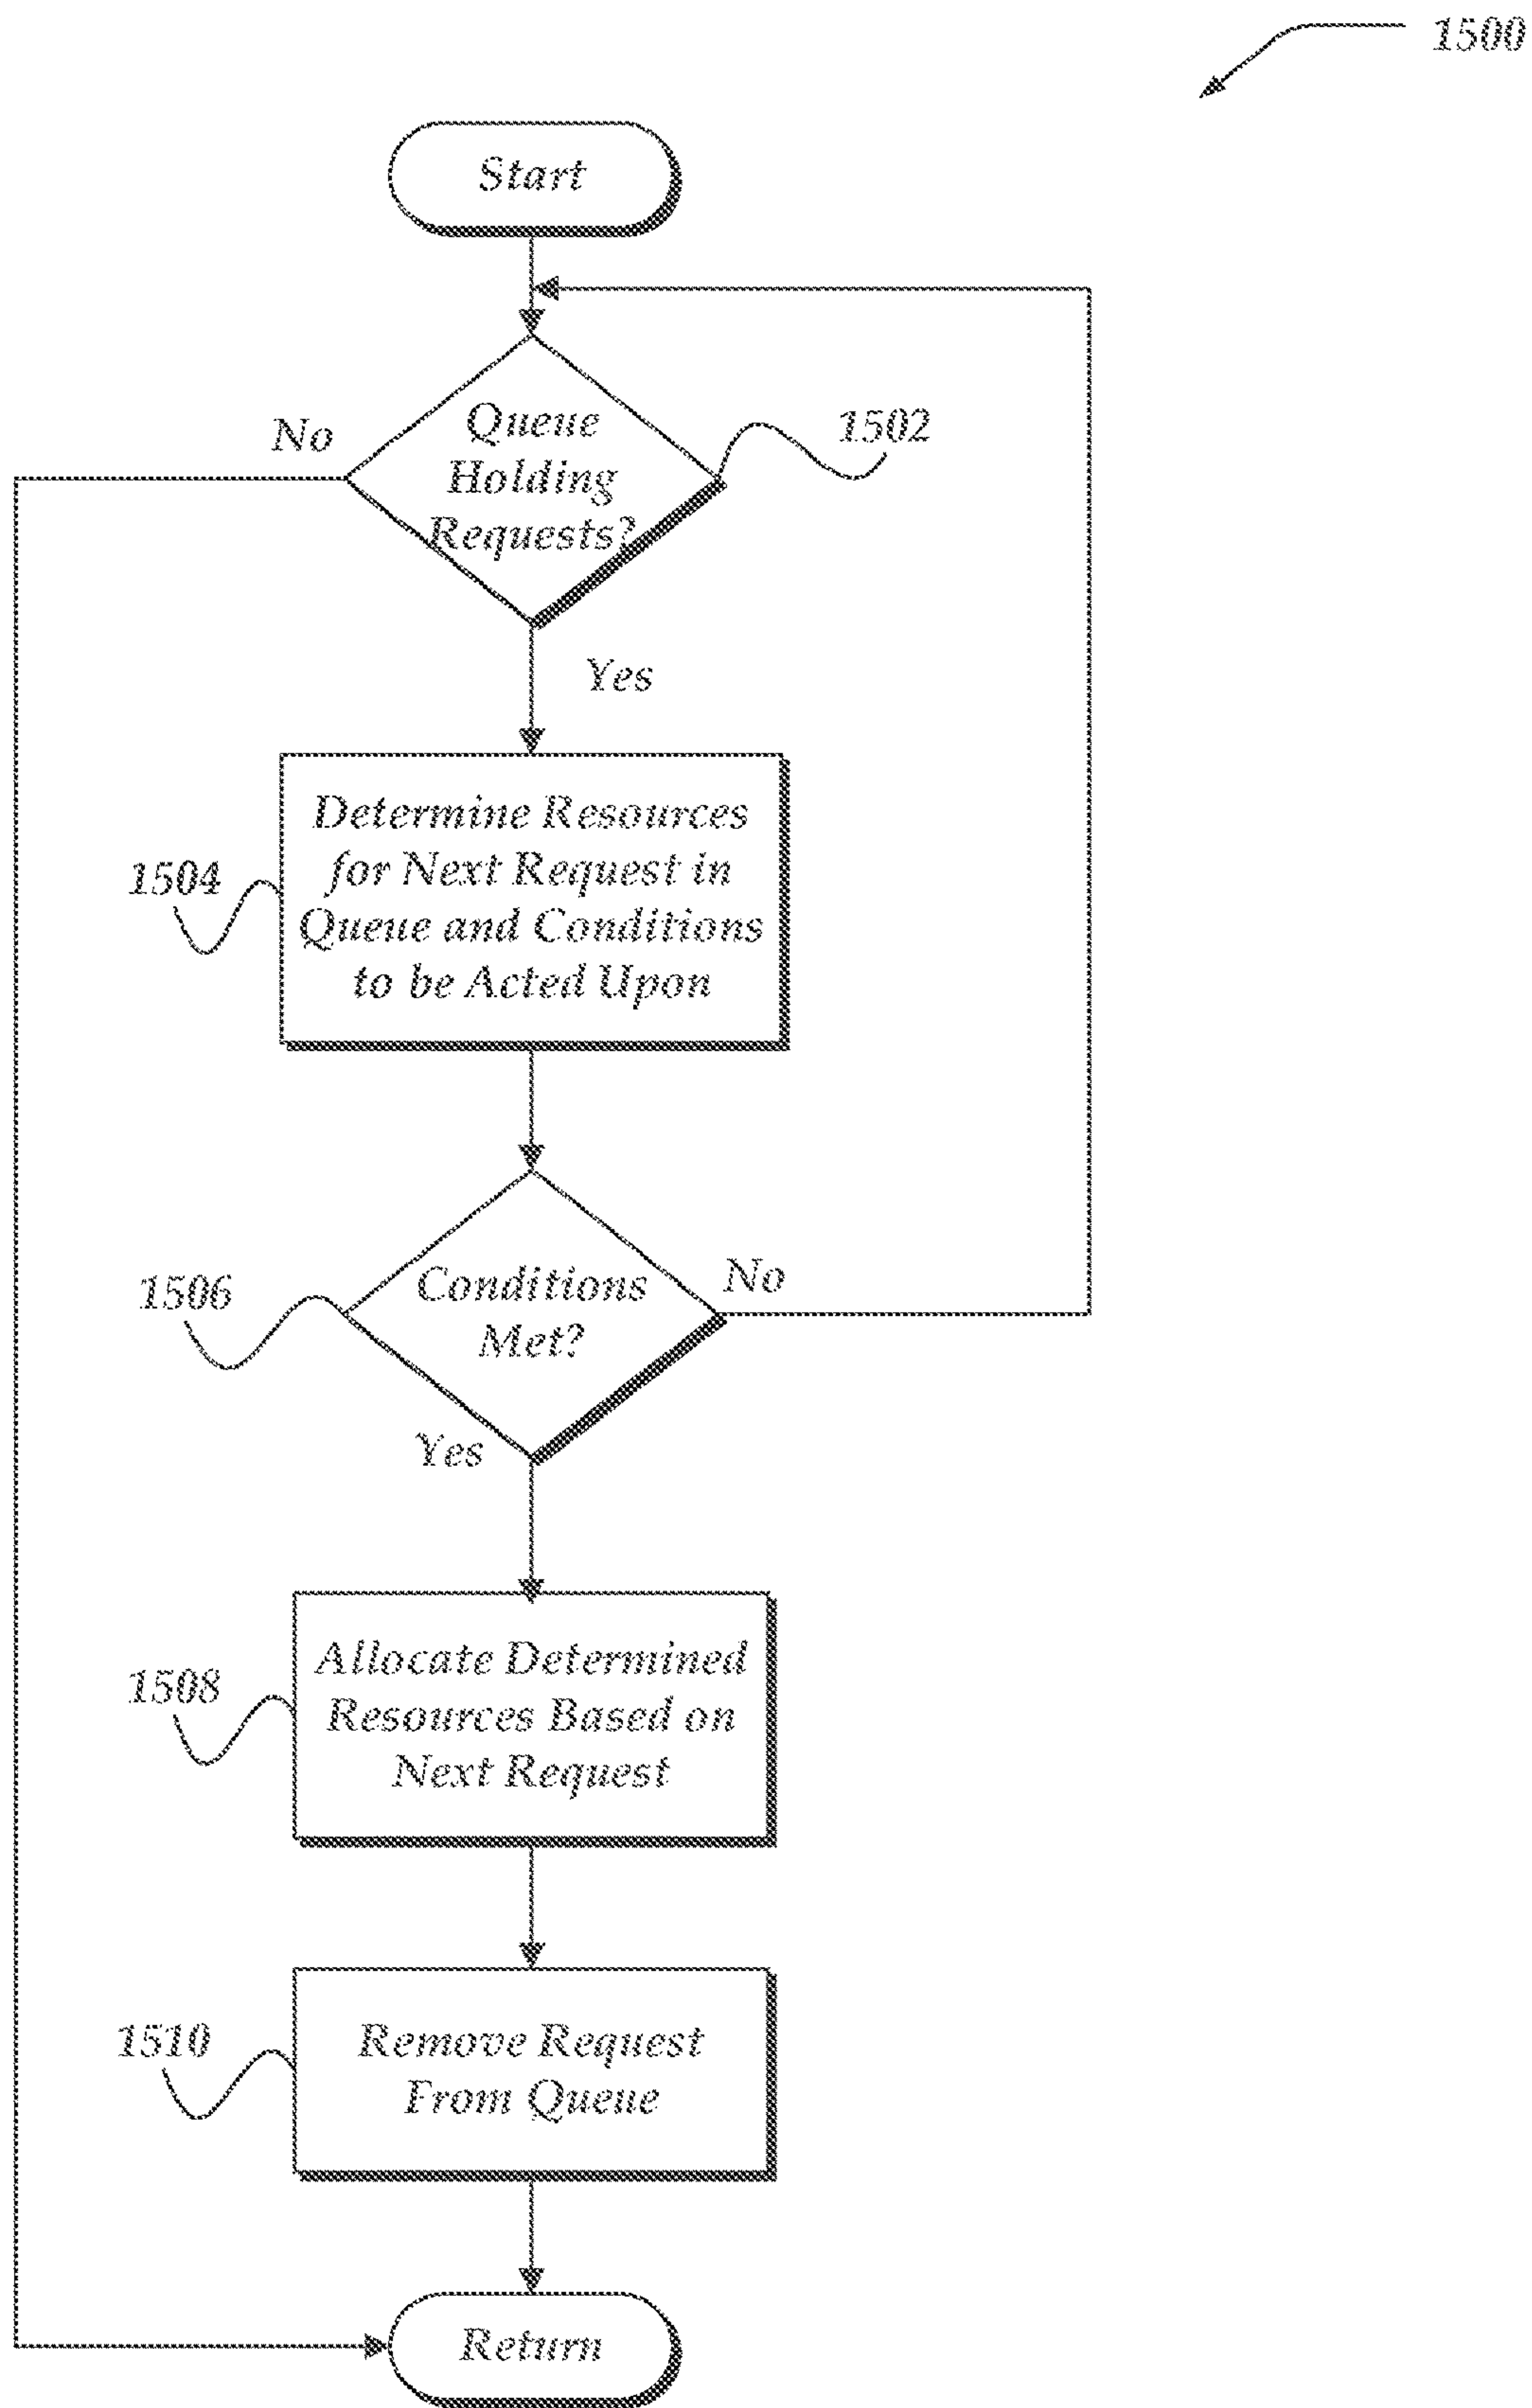 1500
Start
No
Queue
Holding
Requests?
1502
Yes
Determine Resources
for Next Request in
Queue and Conditions
to be Acted Upon
1504
Conditions
Met?
No
1506
Yes
Allocate Determined
Resources Based on
Next Request
1508
Remove Request
From Queue
1510
Return